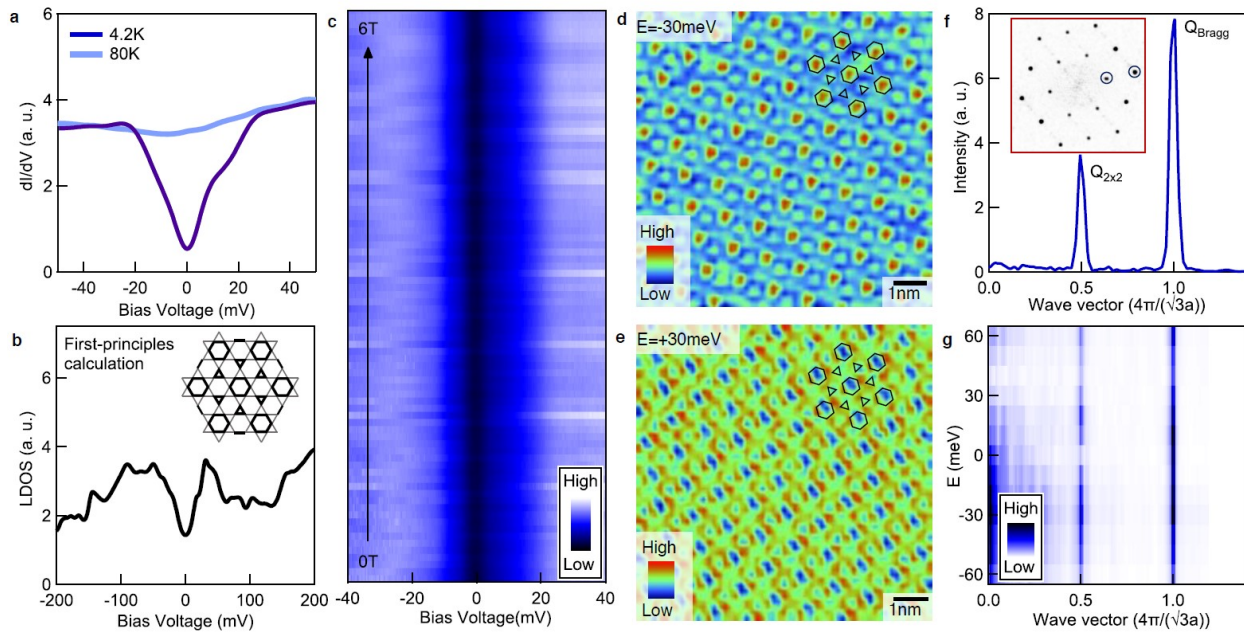 a
4.2K
80K
6
4
2
0
dI/dV (a. u.)
-40
-20
0
20
40
Bias Voltage (mV)
b
First-principles
calculation
6
4
2
0
LDOS (a. u.)
-200
-100
0
100
200
Bias Voltage (mV)
c
6T
0T
High
Low
-40
-20
0
20
40
Bias Voltage(mV)
d
E=-30meV
High
Low
1nm
e
E=+30meV
High
Low
1nm
f
Q_Bragg
Q_2x2
8
6
4
2
0
Intensity (a. u.)
0.0
0.5
1.0
Wave vector (4π/(√3a))
g
60
30
0
-30
-60
E (meV)
High
Low
0.0
0.5
1.0
Wave vector (4π/(√3a))